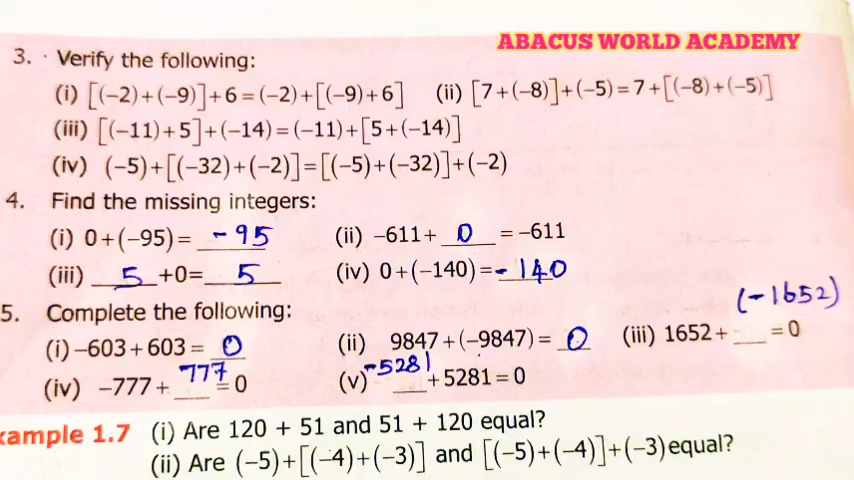 ABACUS WORLD ACADEMY
3. Verify the following:
(i) [(−2)+(−9)]+6=(−2)+[(−9)+6] (ii) [7+(−8)]+(−5)=7+[(−8)+(−5)]
(iii) [(−11)+5]+(−14)=(−11)+[5+(−14)]
(iv) (−5)+[(−32)+(−2)]=[(−5)+(−32)]+(−2)
4. Find the missing integers:
(i) 0+(−95)= -95 (ii) −611+ 0 =−611
(iii) 5 +0= 5 (iv) 0+(−140)= -140
5. Complete the following:
(i) −603+603= 0 (ii) 9847+(−9847)= 0 (iii) 1652+ (-1652) =0
(iv) −777+ 777 =0 (v) -5281 +5281=0
xample 1.7 (i) Are 120 + 51 and 51 + 120 equal?
(ii) Are (−5)+[(−4)+(−3)] and [(−5)+(−4)]+(−3) equal?